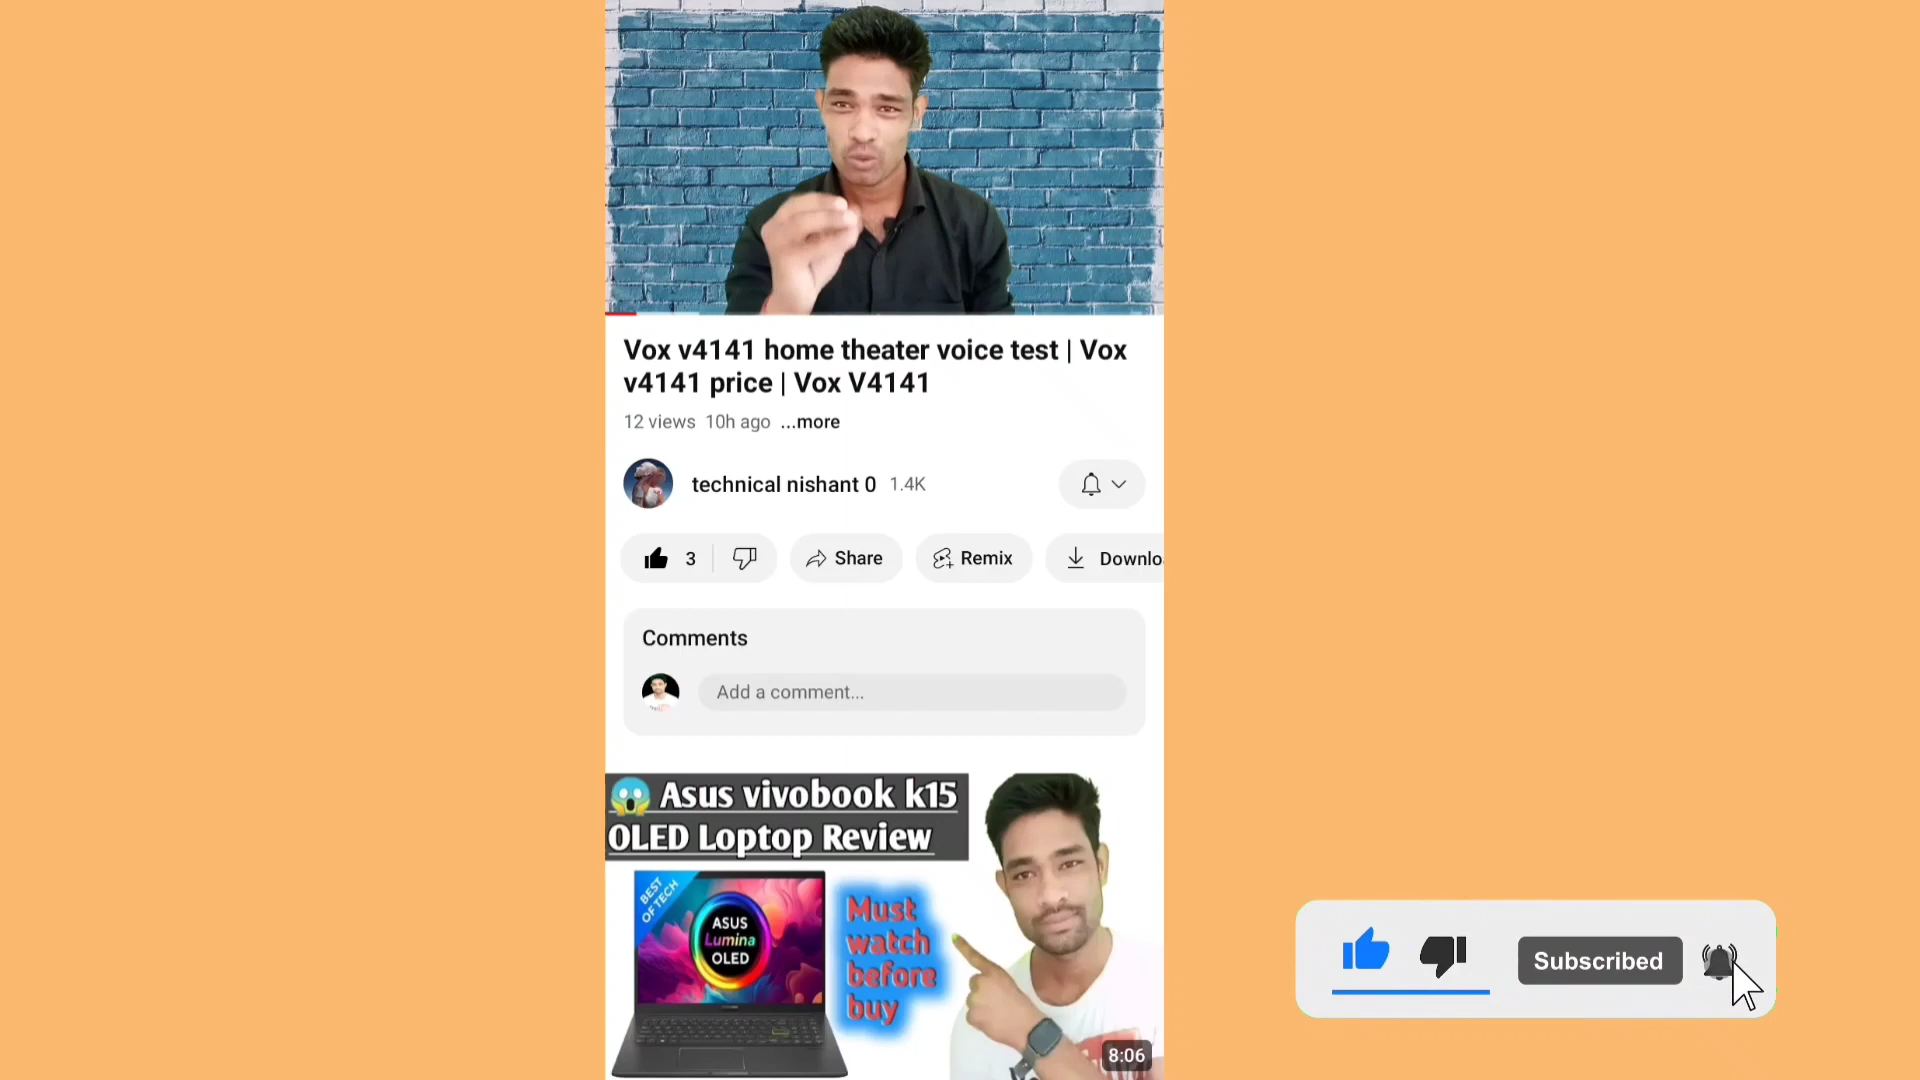 Vox v4141 home theater voice test | Vox
v4141 price | Vox V4141
12 views 10h ago ...more
technical nishant 0 1.4K
3 Share Remix Downlo
Comments
Add a comment...
😱 Asus vivobook k15
OLED Loptop Review
BEST
OF TECH
ASUS
Lumina
OLED
Must
watch
before
buy
8:06
Subscribed